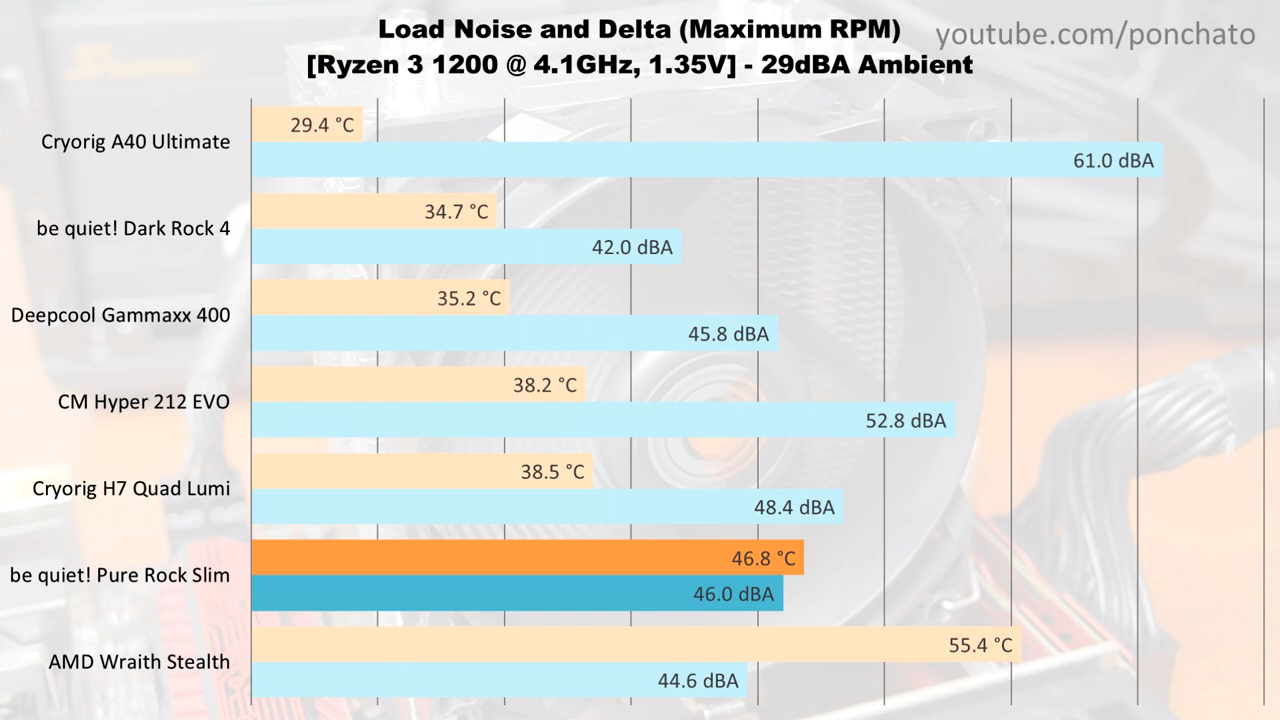 Load Noise and Delta (Maximum RPM)
youtube.com/ponchato
[Ryzen 3 1200 @ 4.1GHz, 1.35V] - 29dBA Ambient
Cryorig A40 Ultimate
29.4 °C
61.0 dBA
be quiet! Dark Rock 4
34.7 °C
42.0 dBA
Deepcool Gammaxx 400
35.2 °C
45.8 dBA
CM Hyper 212 EVO
38.2 °C
52.8 dBA
Cryorig H7 Quad Lumi
38.5 °C
48.4 dBA
be quiet! Pure Rock Slim
46.8 °C
46.0 dBA
AMD Wraith Stealth
55.4 °C
44.6 dBA